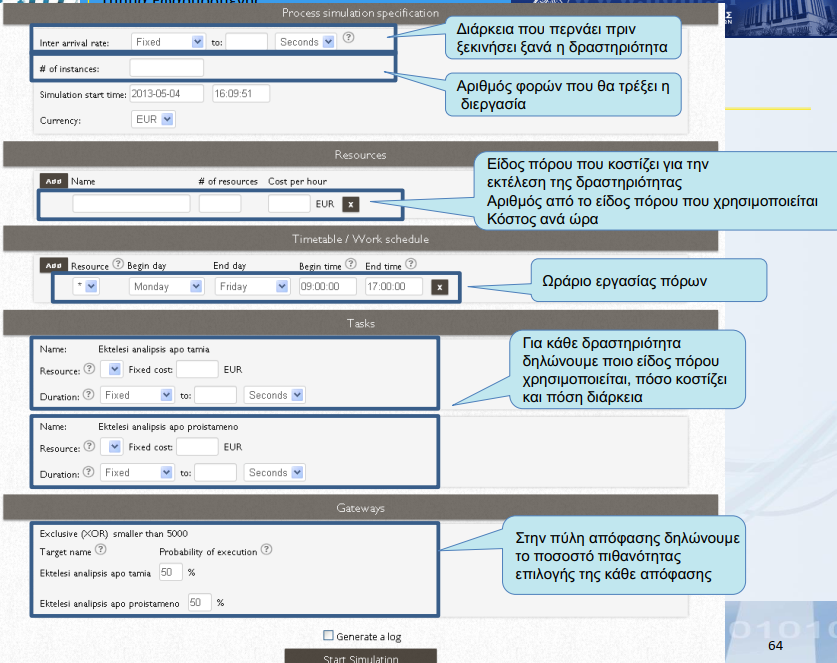 Process simulation specification
Inter arrival rate: Fixed to: Seconds ?
# of instances:
Simulation start time: 2013-05-04 16:09:51
Currency: EUR
Διάρκεια που περνάει πριν
ξεκινήσει ξανά η δραστηριότητα
Αριθμός φορών που θα τρέξει η
διεργασία
Resources
Add Name # of resources Cost per hour
EUR x
Είδος πόρου που κοστίζει για την
εκτέλεση της δραστηριότητας
Αριθμός από το είδος πόρου που χρησιμοποιείται
Κόστος ανά ώρα
Timetable / Work schedule
Add Resource ? Begin day End day Begin time ? End time ?
* Monday Friday 09:00:00 17:00:00 x
Ωράριο εργασίας πόρων
Tasks
Name: Ektelesi analipsis apo tamia
Resource: ? Fixed cost: EUR
Duration: ? Fixed to: Seconds
Name: Ektelesi analipsis apo proistameno
Resource: ? Fixed cost: EUR
Duration: ? Fixed to: Seconds
Για κάθε δραστηριότητα
δηλώνουμε ποιο είδος πόρου
χρησιμοποιείται, πόσο κοστίζει
και πόση διάρκεια
Gateways
Exclusive (XOR) smaller than 5000
Target name ? Probability of execution ?
Ektelesi analipsis apo tamia 50 %
Ektelesi analipsis apo proistameno 50 %
Στην πύλη απόφασης δηλώνουμε
το ποσοστό πιθανότητας
επιλογής της κάθε απόφασης
Generate a log
Start Simulation
01010
64